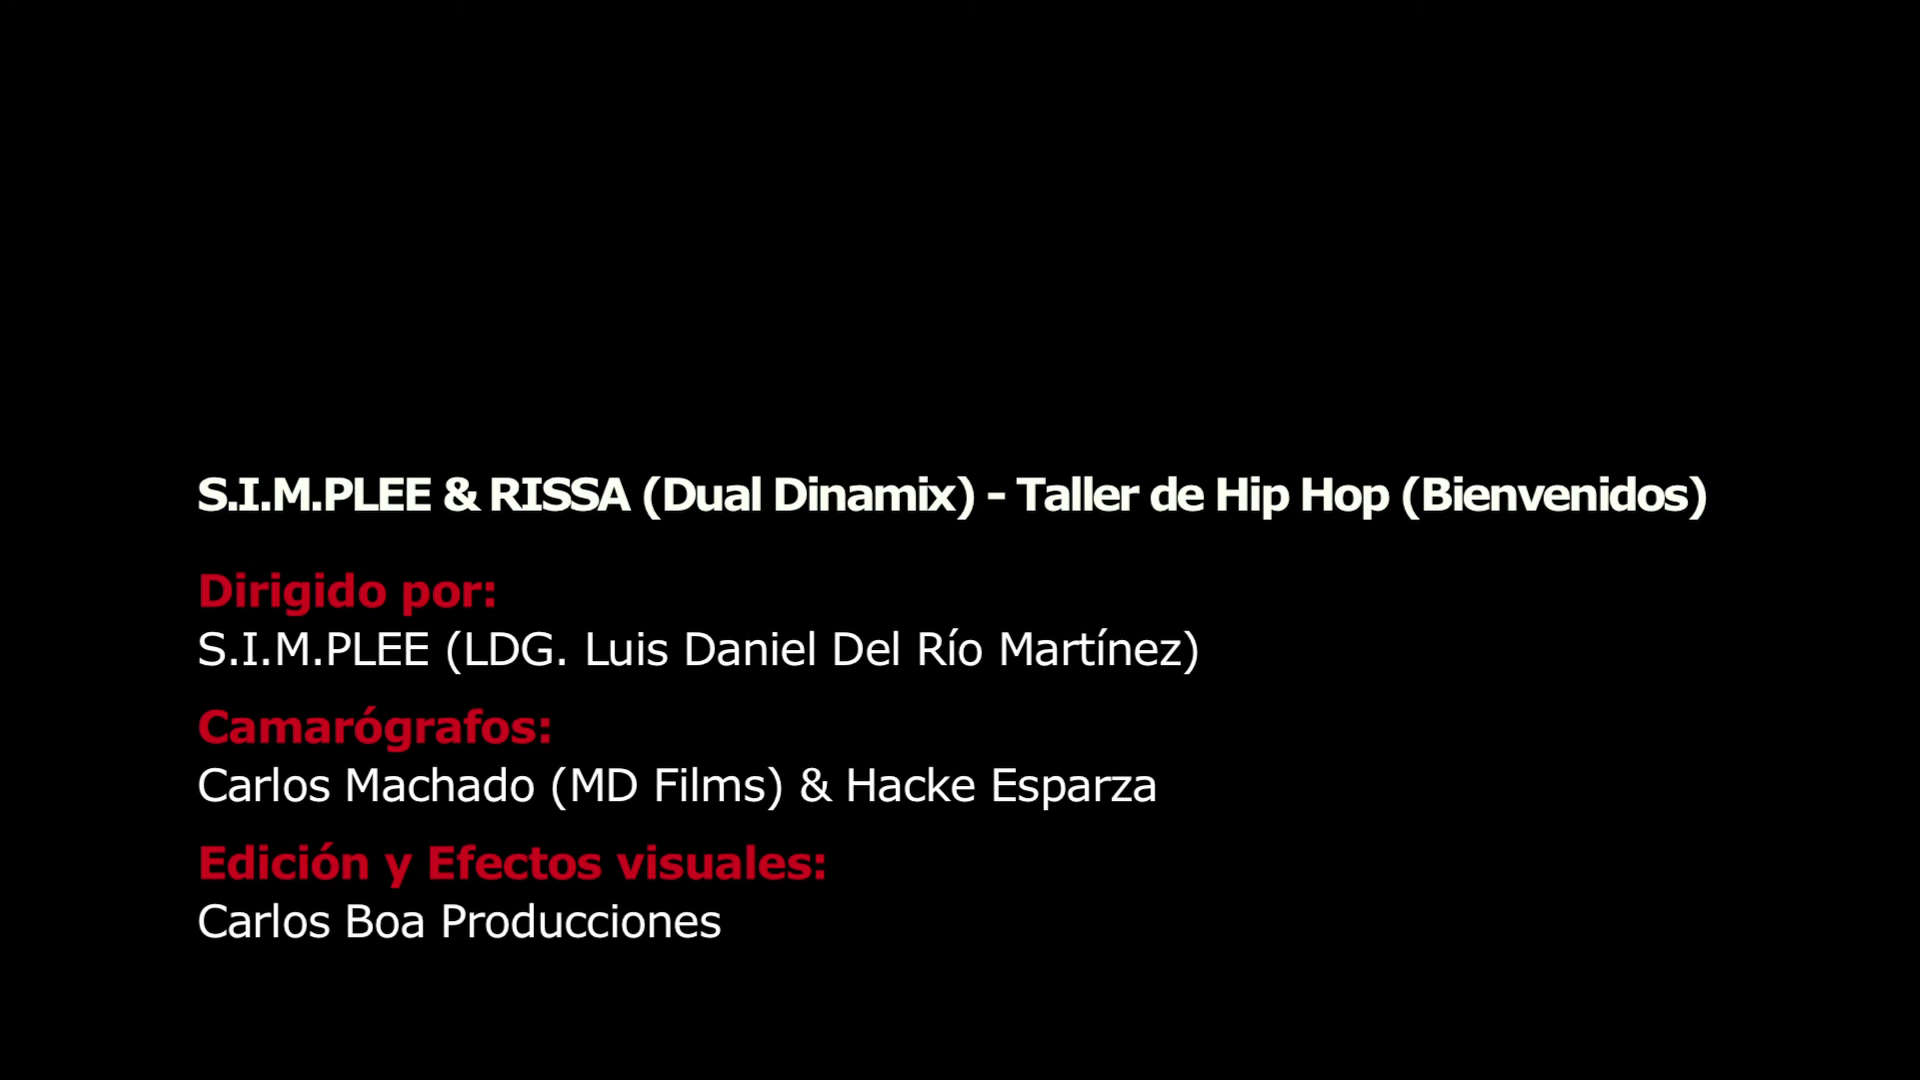 S.I.M.PLEE & RISSA (Dual Dinamix) - Taller de Hip Hop (Bienvenidos)
Dirigido por:
S.I.M.PLEE (LDG. Luis Daniel Del Río Martínez)
Camarógrafos:
Carlos Machado (MD Films) & Hacke Esparza
Edición y Efectos visuales:
Carlos Boa Producciones